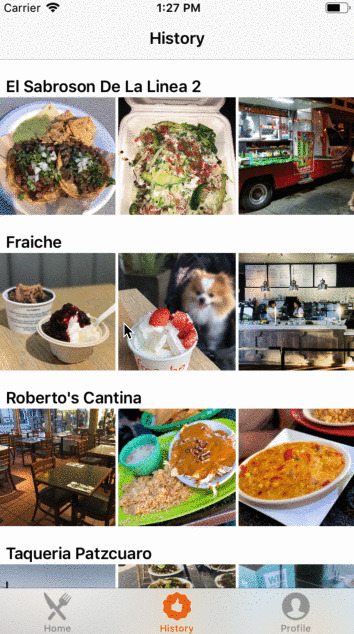 Carrier 1:27 PM
History
El Sabroson De La Linea 2
Fraiche
Roberto's Cantina
Taqueria Patzcuaro
Home History Profile